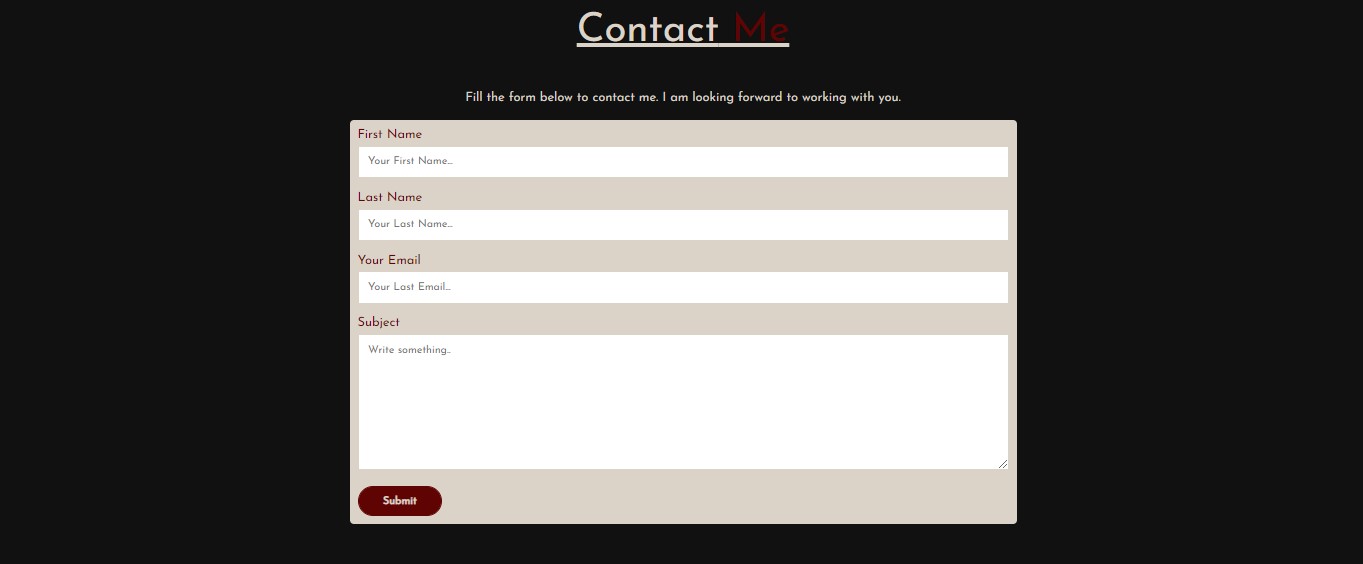 Contact Me
Fill the form below to contact me. I am looking forward to working with you.
First Name
Your First Name...
Last Name
Your Last Name...
Your Email
Your Last Email...
Subject
Write something..
Submit